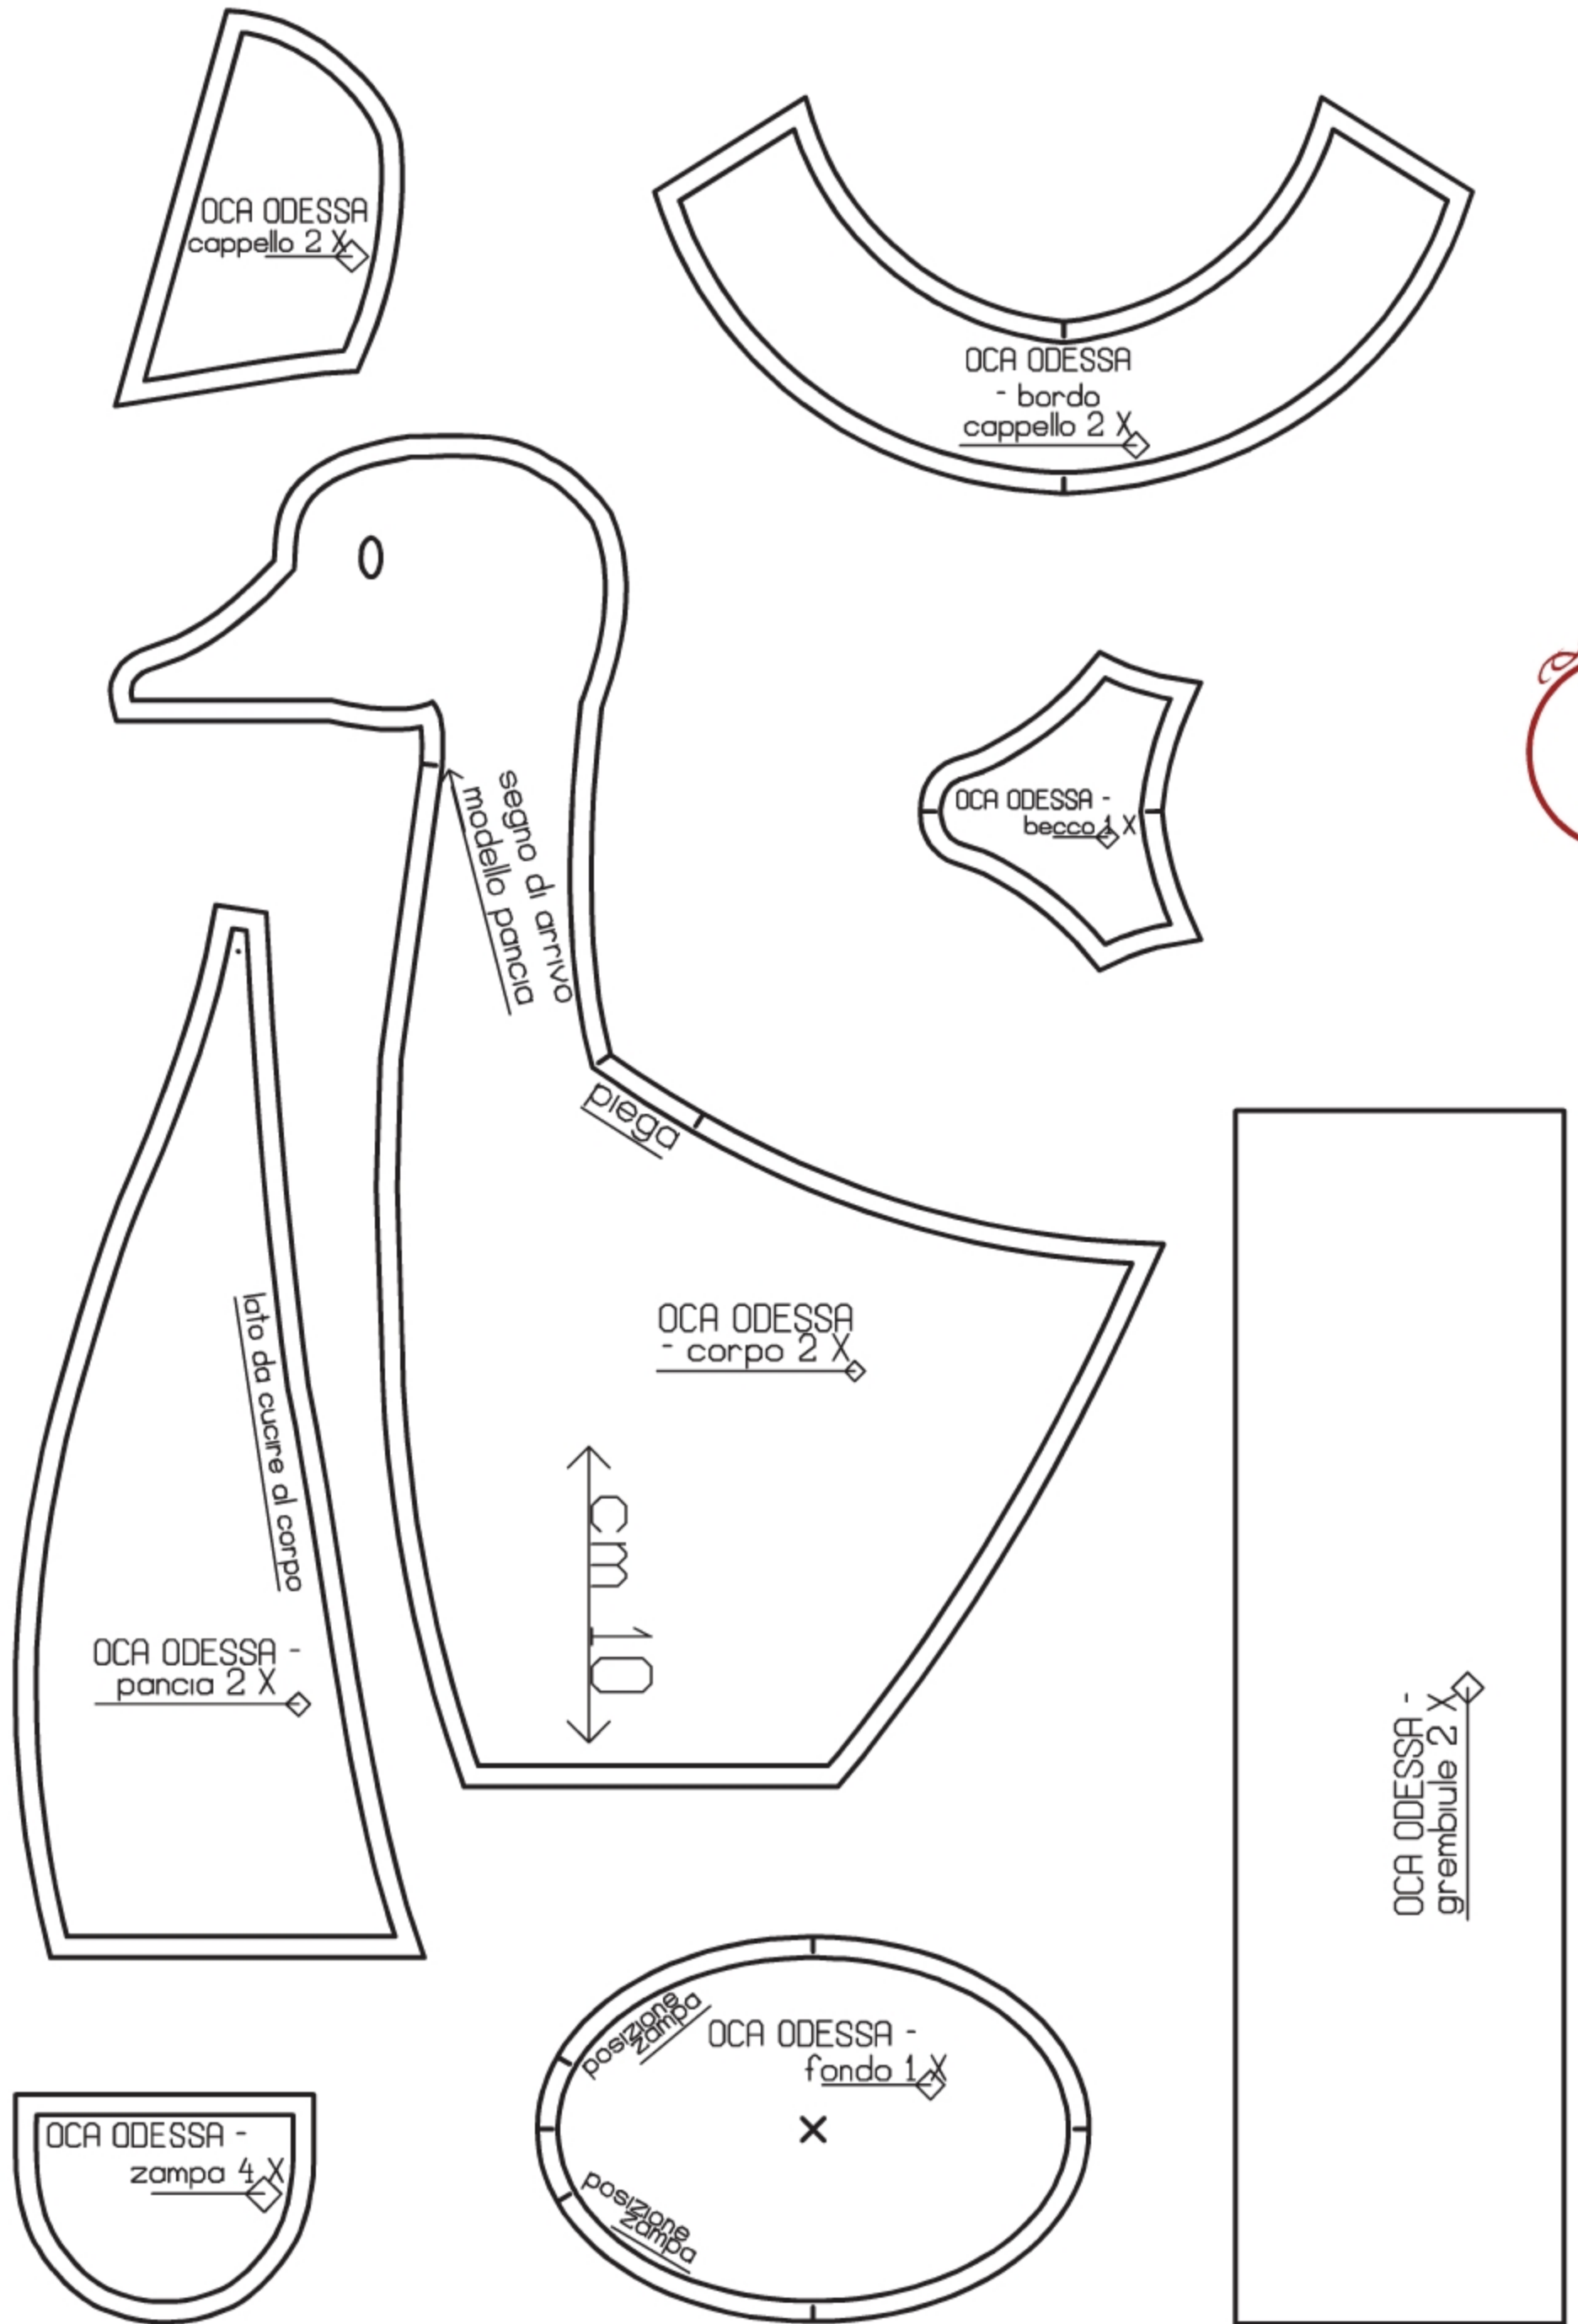 OCA ODESSA
cappello 2 X
OCA ODESSA
- bordo
cappello 2 X
segno di arrivo
modello pancia
OCA ODESSA -
becco 1 X
piega
lato da cucire al corpo
OCA ODESSA
- corpo 2 X
cm 10
OCA ODESSA -
pancia 2 X
OCA ODESSA -
grembiule 2 X
posizione
zampa
OCA ODESSA -
fondo 1 X
posizione
zampa
OCA ODESSA -
zampa 4 X